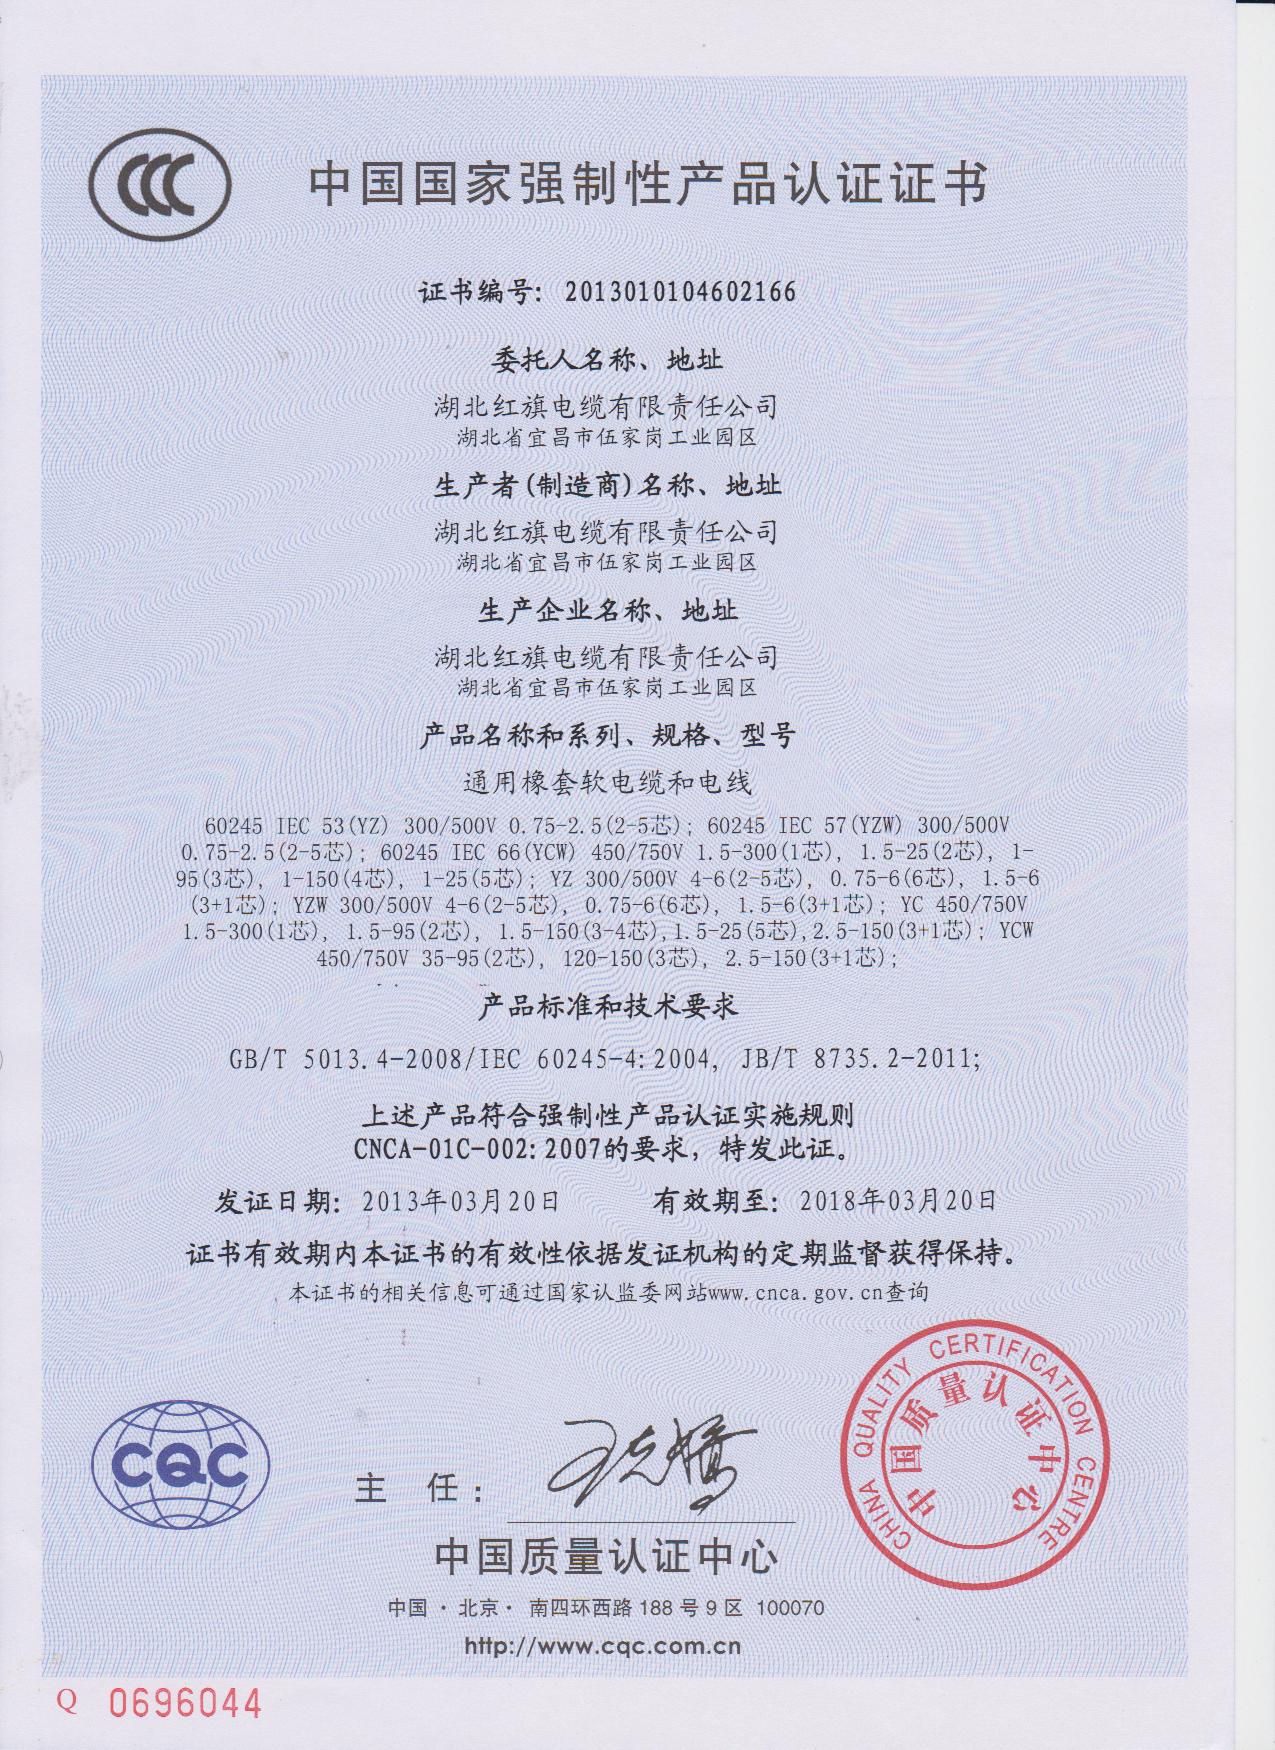 CCC
中国国家强制性产品认证证书
证书编号: 2013010104602166
委托人名称、地址
湖北红旗电缆有限责任公司
湖北省宜昌市伍家岗工业园区
生产者(制造商)名称、地址
湖北红旗电缆有限责任公司
湖北省宜昌市伍家岗工业园区
生产企业名称、地址
湖北红旗电缆有限责任公司
湖北省宜昌市伍家岗工业园区
产品名称和系列、规格、型号
通用橡套软电缆和电线
60245 IEC 53(YZ) 300/500V 0.75-2.5(2-5芯); 60245 IEC 57(YZW) 300/500V
0.75-2.5(2-5芯); 60245 IEC 66(YCW) 450/750V 1.5-300(1芯), 1.5-25(2芯), 1-
95(3芯), 1-150(4芯), 1-25(5芯); YZ 300/500V 4-6(2-5芯), 0.75-6(6芯), 1.5-6
(3+1芯); YZW 300/500V 4-6(2-5芯), 0.75-6(6芯), 1.5-6(3+1芯); YC 450/750V
1.5-300(1芯), 1.5-95(2芯), 1.5-150(3-4芯),1.5-25(5芯),2.5-150(3+1芯); YCW
450/750V 35-95(2芯), 120-150(3芯), 2.5-150(3+1芯);
产品标准和技术要求
GB/T 5013.4-2008/IEC 60245-4:2004, JB/T 8735.2-2011;
上述产品符合强制性产品认证实施规则
CNCA-01C-002:2007的要求，特发此证。
发证日期: 2013年03月20日 有效期至: 2018年03月20日
证书有效期内本证书的有效性依据发证机构的定期监督获得保持。
本证书的相关信息可通过国家认监委网站www.cnca.gov.cn查询
CHINA QUALITY CERTIFICATION CENTRE
中国质量认证中心
CQC
主 任:
中国质量认证中心
中国·北京· 南四环西路 188 号 9 区 100070
http://www.cqc.com.cn
Q 0696044